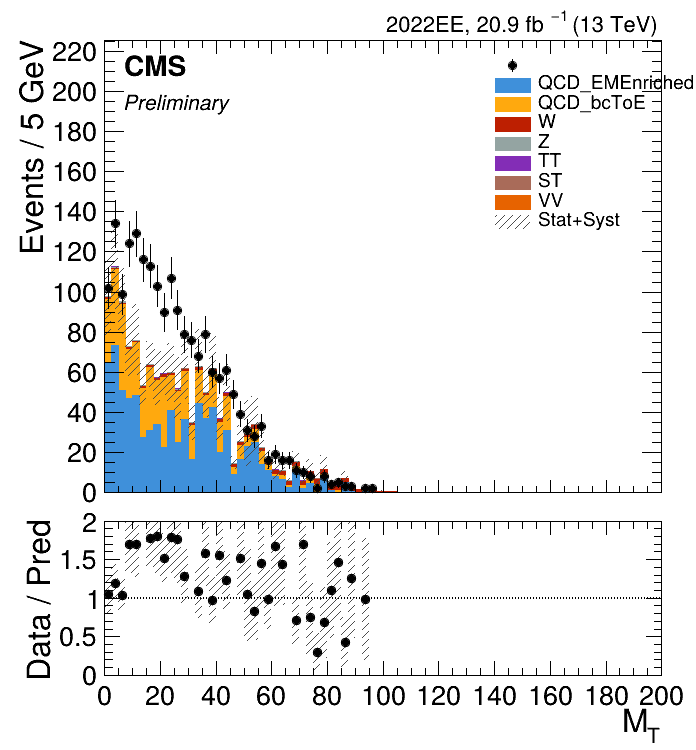 2022EE, 20.9 fb⁻¹ (13 TeV)
CMS
Preliminary
QCD_EMEnriched
QCD_bcToE
W
Z
TT
ST
VV
Stat+Syst
Events / 5 GeV
220
200
180
160
140
120
100
80
60
40
20
0
Data / Pred
2
1.5
1
0.5
0
0 20 40 60 80 100 120 140 160 180 200
M_T